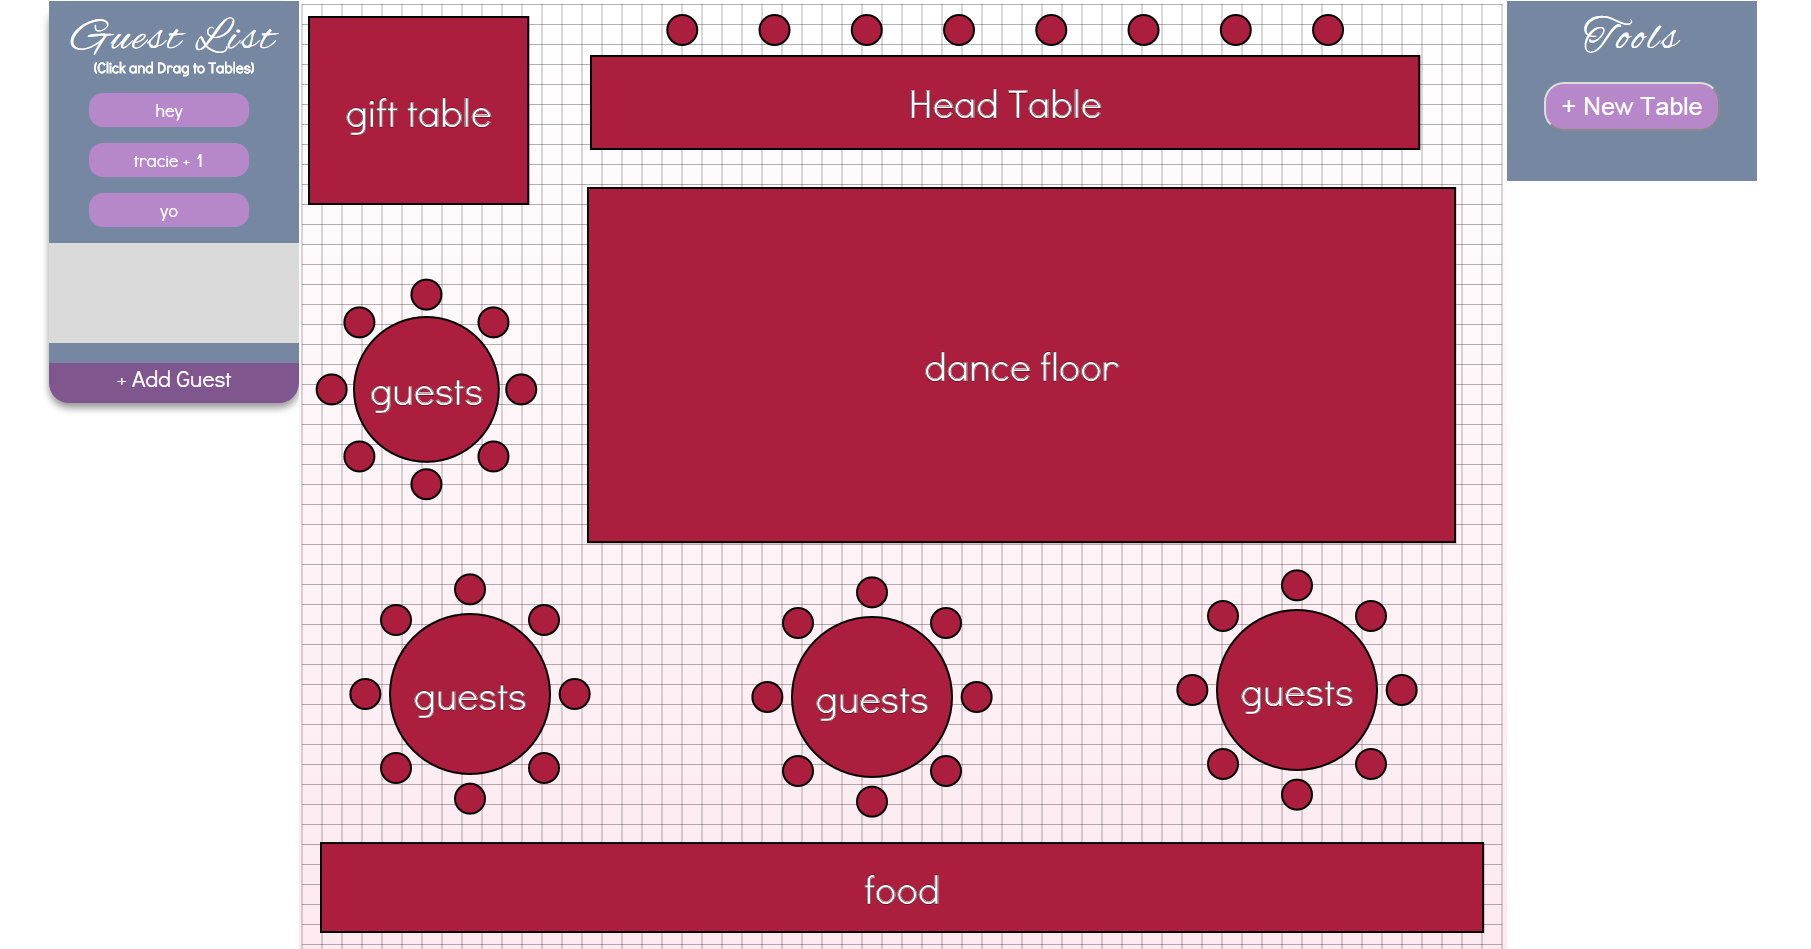 Guest List
(Click and Drag to Tables)
hey
tracie + 1
yo
+ Add Guest
gift table
Head Table
dance floor
guests
guests
guests
guests
food
Tools
+ New Table